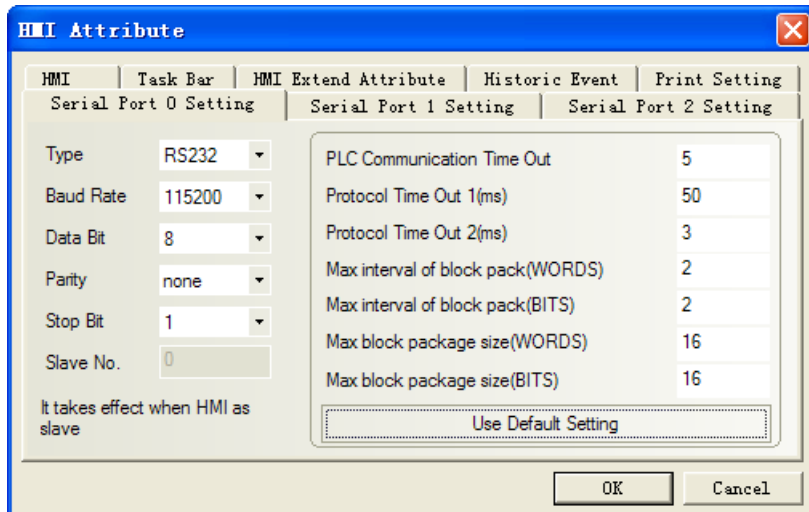 HMI Attribute
HMI Task Bar HMI Extend Attribute Historic Event Print Setting
Serial Port 0 Setting Serial Port 1 Setting Serial Port 2 Setting
Type RS232
Baud Rate 115200
Data Bit 8
Parity none
Stop Bit 1
Slave No. 0
It takes effect when HMI as
slave
PLC Communication Time Out 5
Protocol Time Out 1(ms) 50
Protocol Time Out 2(ms) 3
Max interval of block pack(WORDS) 2
Max interval of block pack(BITS) 2
Max block package size(WORDS) 16
Max block package size(BITS) 16
Use Default Setting
OK Cancel